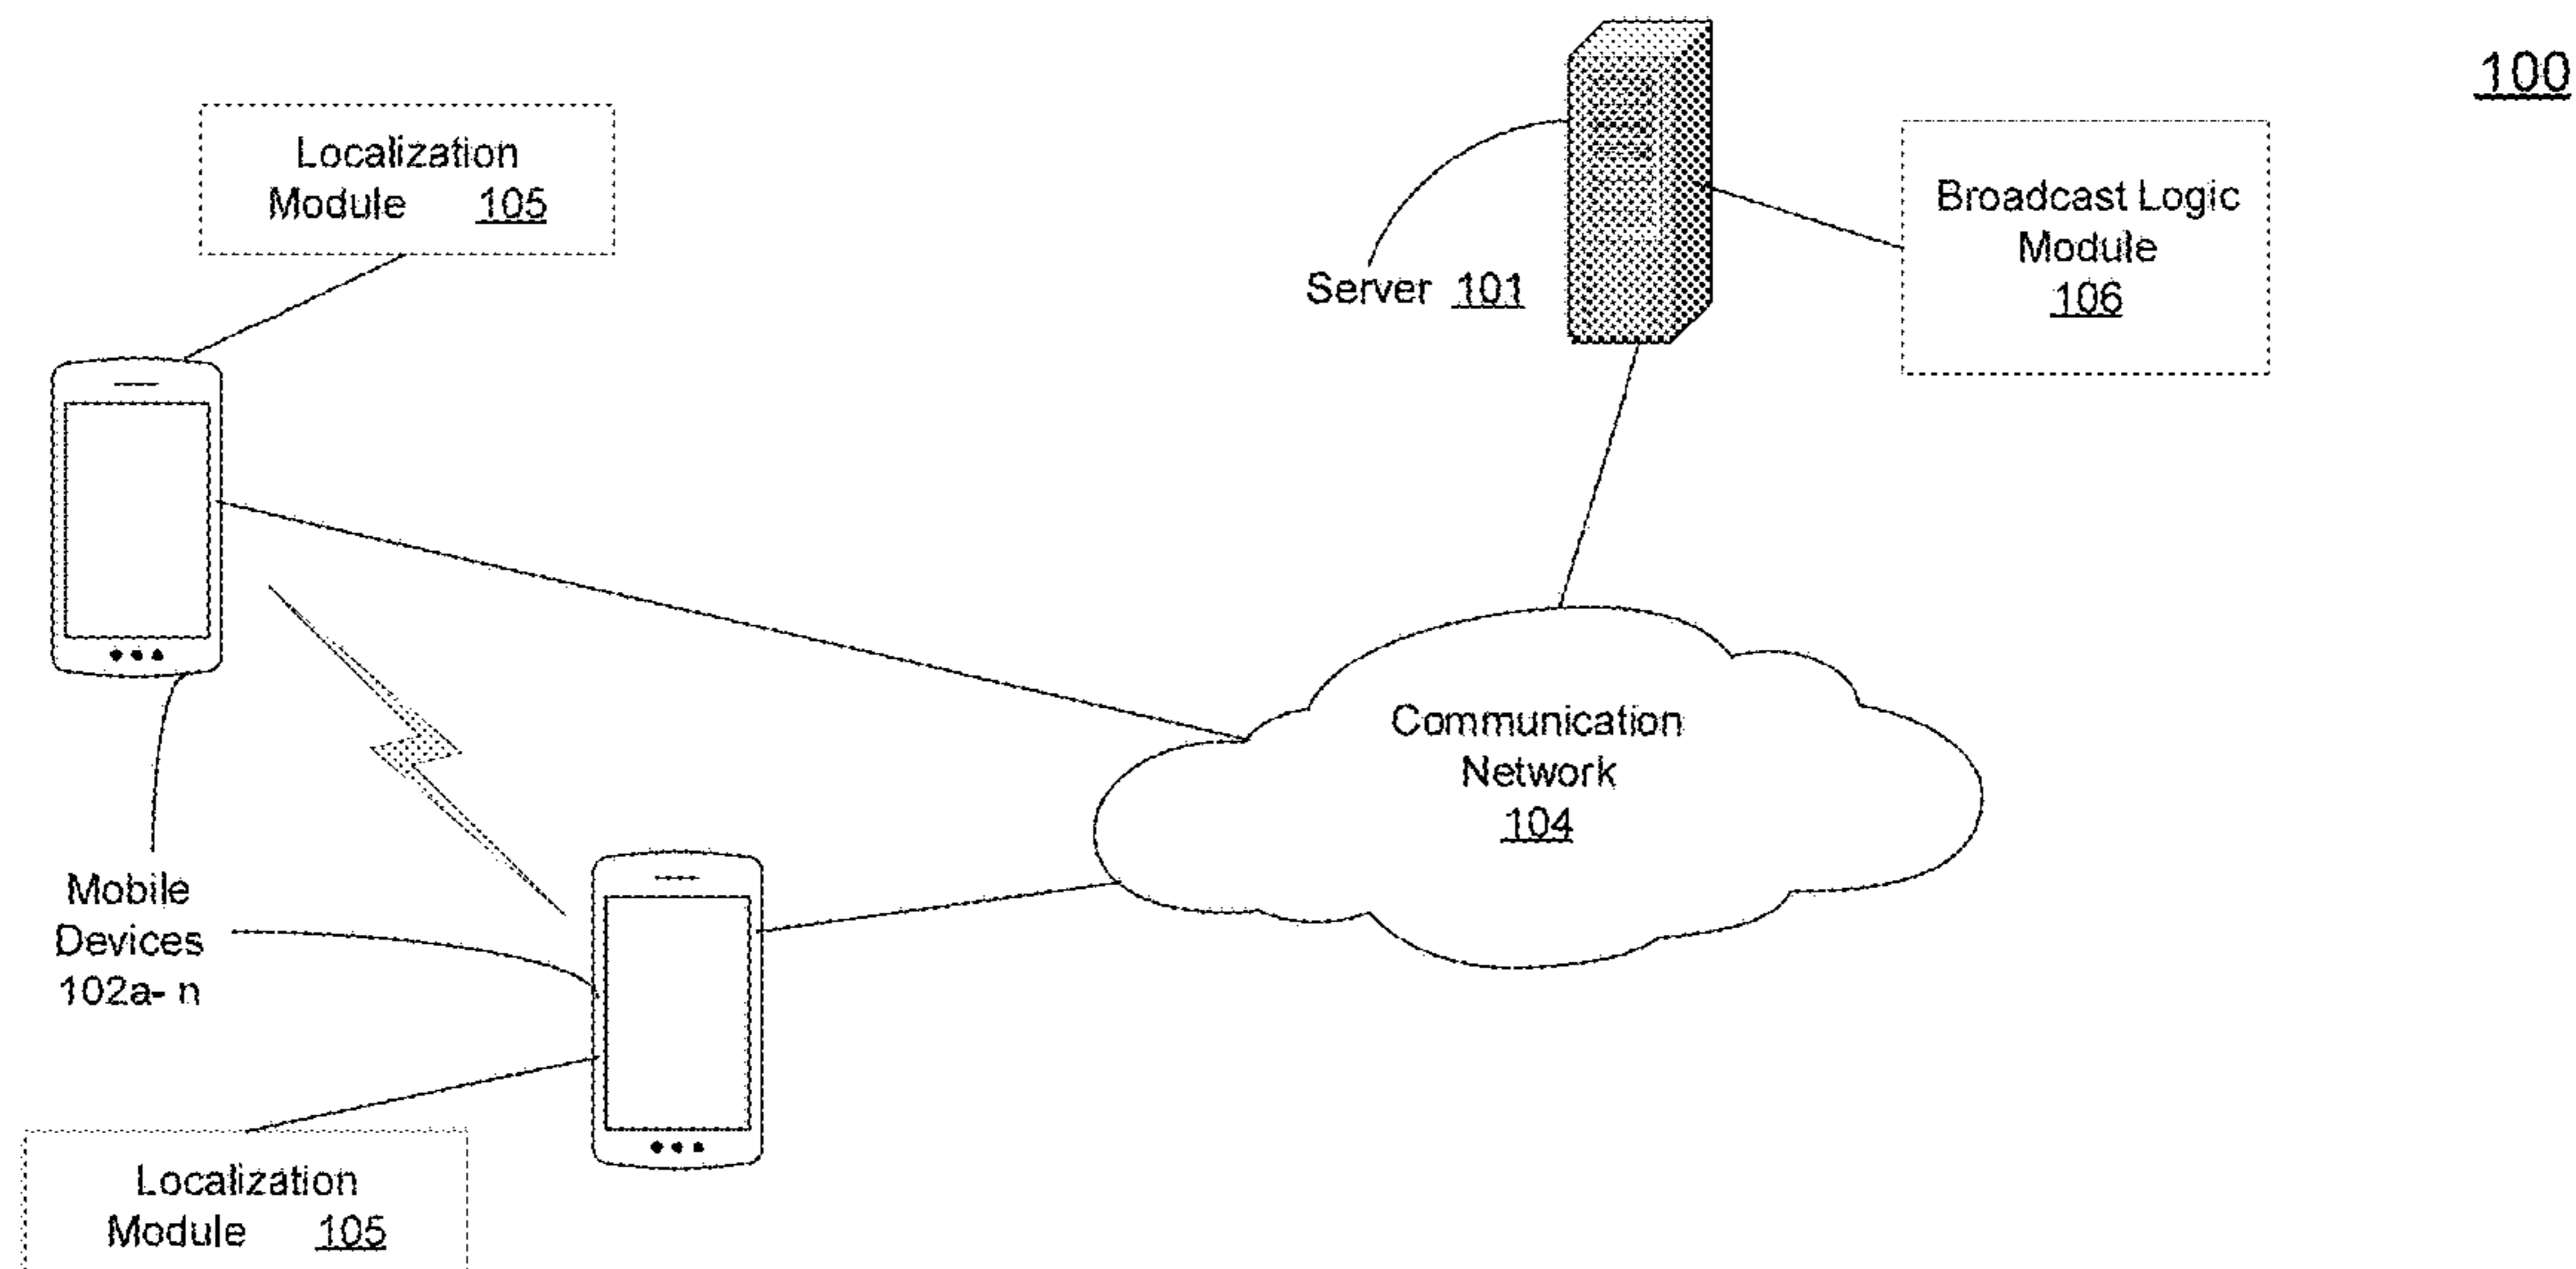 100
Localization
Module 105
Broadcast Logic
Module
106
Server 101
Communication
Network
104
Mobile
Devices
102a- n
Localization
Module 105